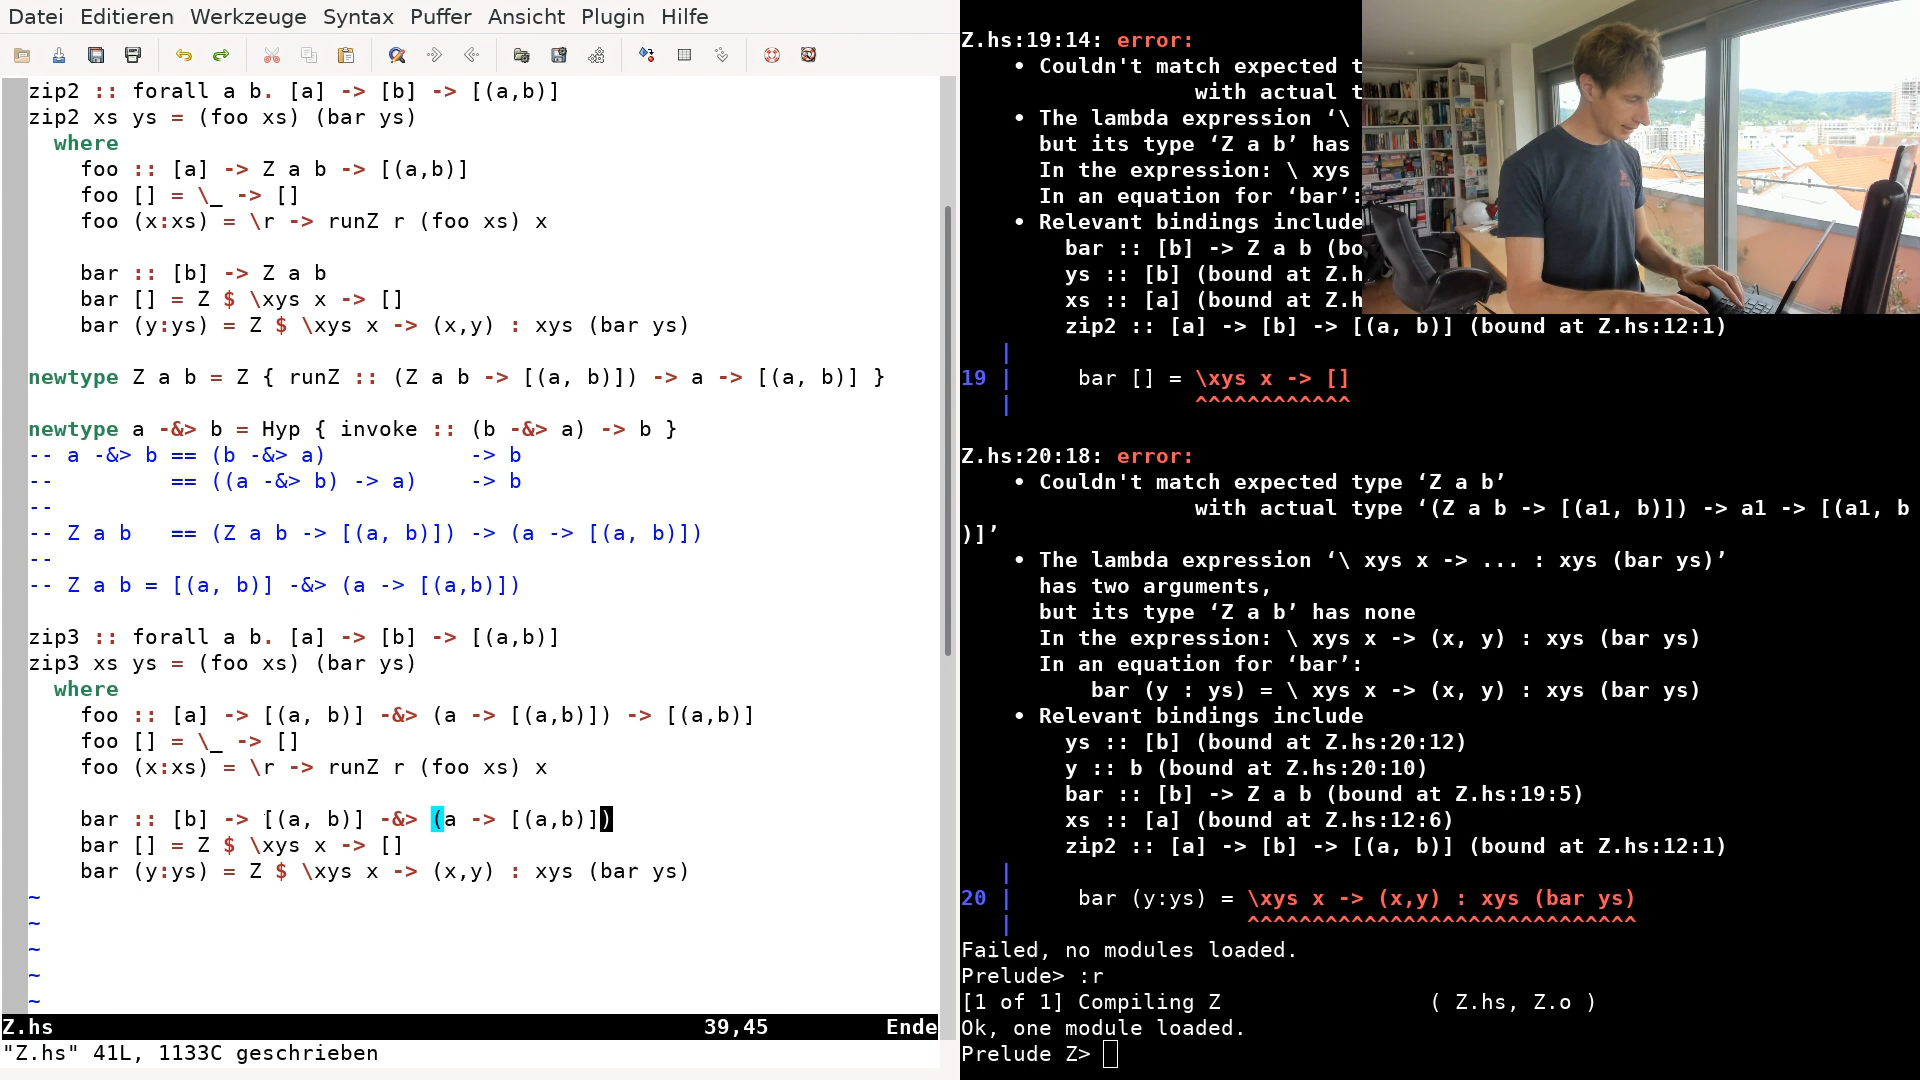 Datei Editieren Werkzeuge Syntax Puffer Ansicht Plugin Hilfe
zip2 :: forall a b. [a] -> [b] -> [(a,b)]
zip2 xs ys = (foo xs) (bar ys)
  where
    foo :: [a] -> Z a b -> [(a,b)]
    foo [] = \_ -> []
    foo (x:xs) = \r -> runZ r (foo xs) x

    bar :: [b] -> Z a b
    bar [] = Z $ \xys x -> []
    bar (y:ys) = Z $ \xys x -> (x,y) : xys (bar ys)

newtype Z a b = Z { runZ :: (Z a b -> [(a, b)]) -> a -> [(a, b)] }

newtype a -&> b = Hyp { invoke :: (b -&> a) -> b }
-- a -&> b == (b -&> a)           -> b
--         == ((a -&> b) -> a)    -> b
--
-- Z a b   == (Z a b -> [(a, b)]) -> (a -> [(a, b)])
--
-- Z a b = [(a, b)] -&> (a -> [(a,b)])

zip3 :: forall a b. [a] -> [b] -> [(a,b)]
zip3 xs ys = (foo xs) (bar ys)
  where
    foo :: [a] -> [(a, b)] -&> (a -> [(a,b)]) -> [(a,b)]
    foo [] = \_ -> []
    foo (x:xs) = \r -> runZ r (foo xs) x

    bar :: [b] -> [(a, b)] -&> (a -> [(a,b)])
    bar [] = Z $ \xys x -> []
    bar (y:ys) = Z $ \xys x -> (x,y) : xys (bar ys)
~
~
~
~
~
Z.hs 39,45 Ende
"Z.hs" 41L, 1133C geschrieben
Z.hs:19:14: error:
    • Couldn't match expected t
                  with actual t
    • The lambda expression ‘\
      but its type ‘Z a b’ has
      In the expression: \ xys
      In an equation for ‘bar’:
    • Relevant bindings include
        bar :: [b] -> Z a b (bo
        ys :: [b] (bound at Z.h
        xs :: [a] (bound at Z.h
        zip2 :: [a] -> [b] -> [(a, b)] (bound at Z.hs:12:1)
   |
19 |     bar [] = \xys x -> []
   |              ^^^^^^^^^^^^

Z.hs:20:18: error:
    • Couldn't match expected type ‘Z a b’
                  with actual type ‘(Z a b -> [(a1, b)]) -> a1 -> [(a1, b
)]’
    • The lambda expression ‘\ xys x -> ... : xys (bar ys)’
      has two arguments,
      but its type ‘Z a b’ has none
      In the expression: \ xys x -> (x, y) : xys (bar ys)
      In an equation for ‘bar’:
          bar (y : ys) = \ xys x -> (x, y) : xys (bar ys)
    • Relevant bindings include
        ys :: [b] (bound at Z.hs:20:12)
        y :: b (bound at Z.hs:20:10)
        bar :: [b] -> Z a b (bound at Z.hs:19:5)
        xs :: [a] (bound at Z.hs:12:6)
        zip2 :: [a] -> [b] -> [(a, b)] (bound at Z.hs:12:1)
   |
20 |     bar (y:ys) = \xys x -> (x,y) : xys (bar ys)
   |                  ^^^^^^^^^^^^^^^^^^^^^^^^^^^^^^
Failed, no modules loaded.
Prelude> :r
[1 of 1] Compiling Z                ( Z.hs, Z.o )
Ok, one module loaded.
Prelude Z>